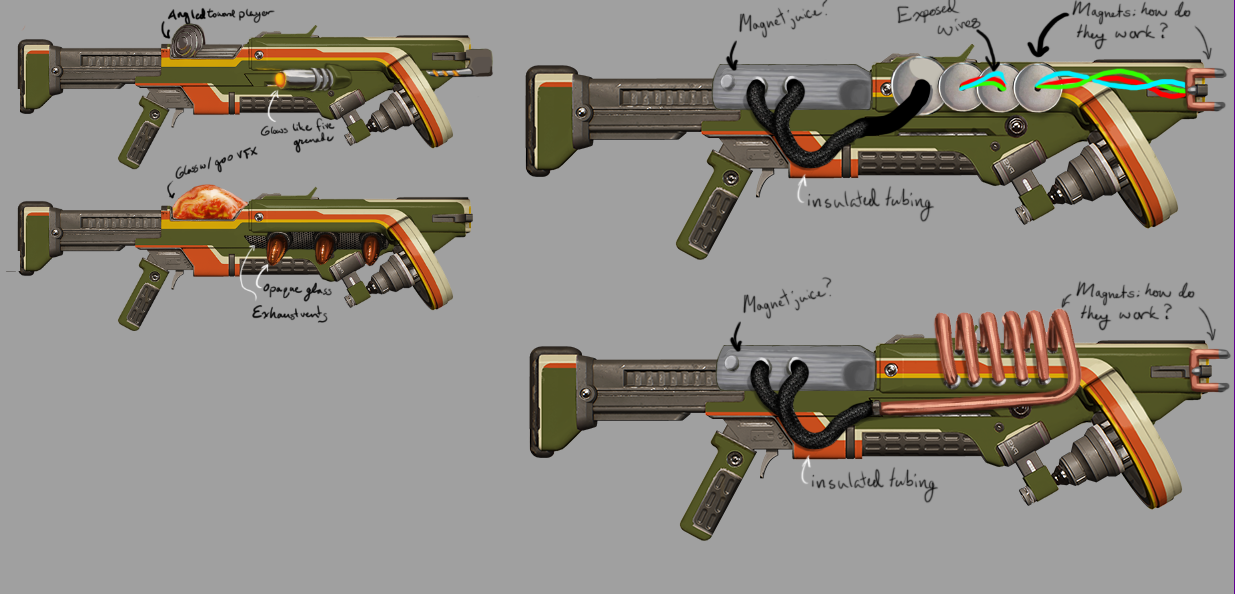 Angled toward player
Glass like fire
grenade
Glass w/ goo VFX
Opaque glass
Exhaust vents
Magnet juice?
Exposed
wires
Magnets: how do
they work?
insulated tubing
Magnet juice?
Magnets: how do
they work?
insulated tubing